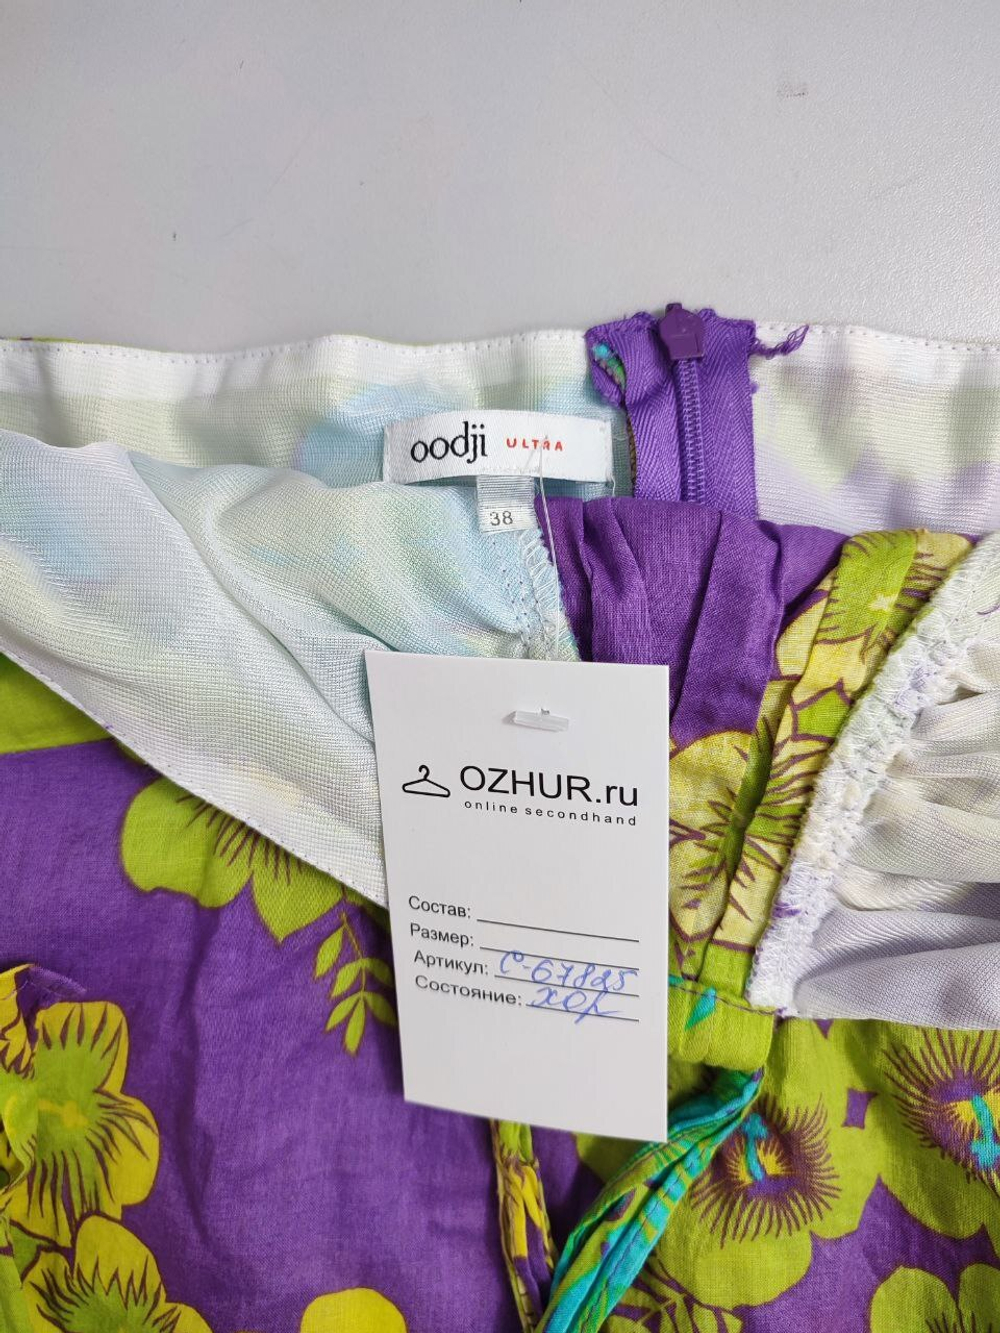 oodji ULTRA
38
OZHUR.ru
online secondhand
Состав:
Размер:
Артикул: С-67825
Состояние: хор